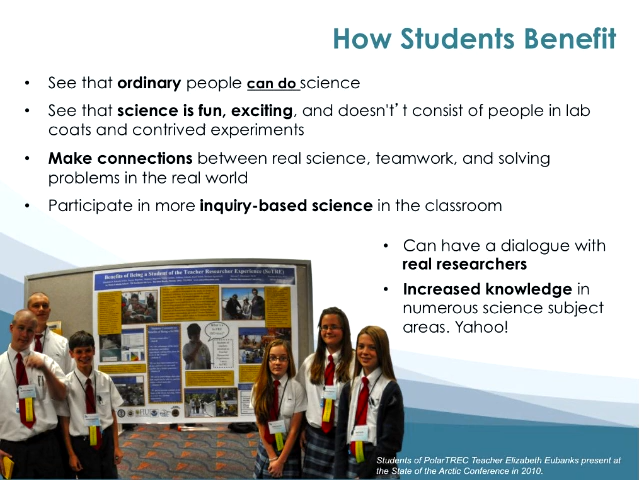 How Students Benefit
• See that ordinary people can do science
• See that science is fun, exciting, and doesn't’t consist of people in lab
coats and contrived experiments
• Make connections between real science, teamwork, and solving
problems in the real world
• Participate in more inquiry-based science in the classroom
• Can have a dialogue with
real researchers
• Increased knowledge in
numerous science subject
areas. Yahoo!
Benefits of Being a Student of the Teacher Researcher Experience
Students of PolarTREC Teacher Elizabeth Eubanks present at
the State of the Arctic Conference in 2010.